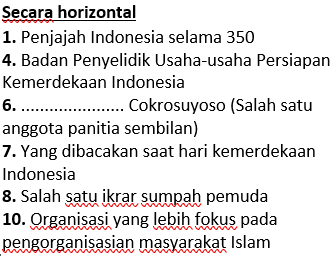 Secara horizontal
1. Penjajah Indonesia selama 350
4. Badan Penyelidik Usaha-usaha Persiapan
Kemerdekaan Indonesia
6. ...................... Cokrosuyoso (Salah satu
anggota panitia sembilan)
7. Yang dibacakan saat hari kemerdekaan
Indonesia
8. Salah satu ikrar sumpah pemuda
10. Organisasi yang lebih fokus pada
pengorganisasian masyarakat Islam